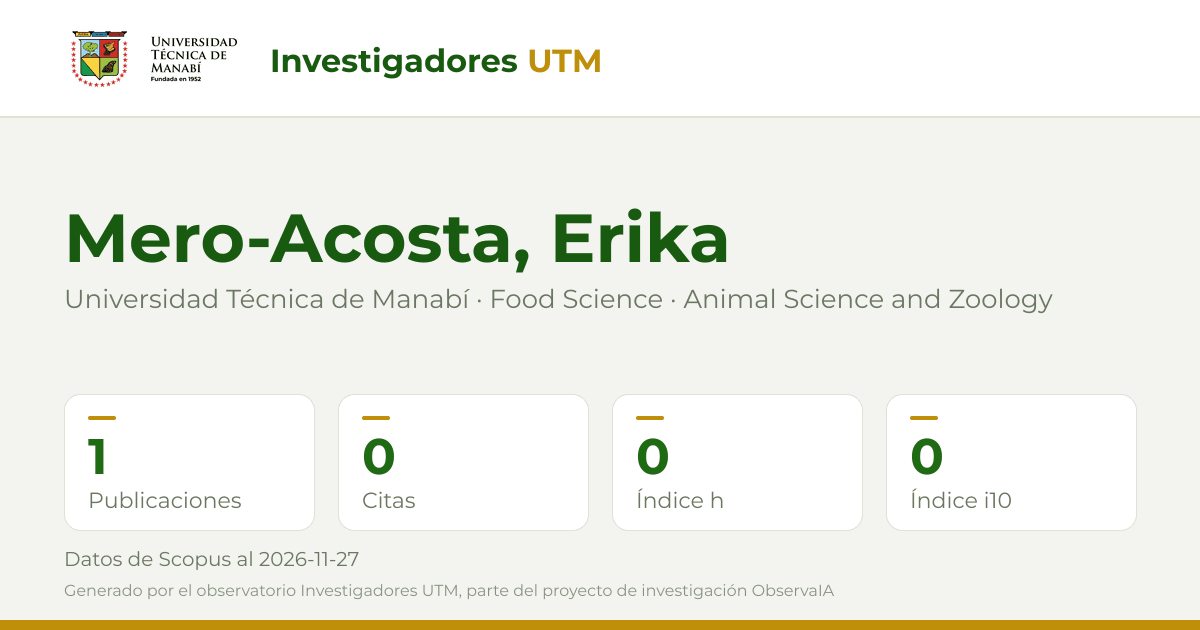 UNIVERSIDAD
TÉCNICA DE
MANABÍ
Fundada en 1952
Investigadores UTM
Mero-Acosta, Erika
Universidad Técnica de Manabí · Food Science · Animal Science and Zoology
1
Publicaciones
0
Citas
0
Índice h
0
Índice i10
Datos de Scopus al 2026-11-27
Generado por el observatorio Investigadores UTM, parte del proyecto de investigación ObservaIA